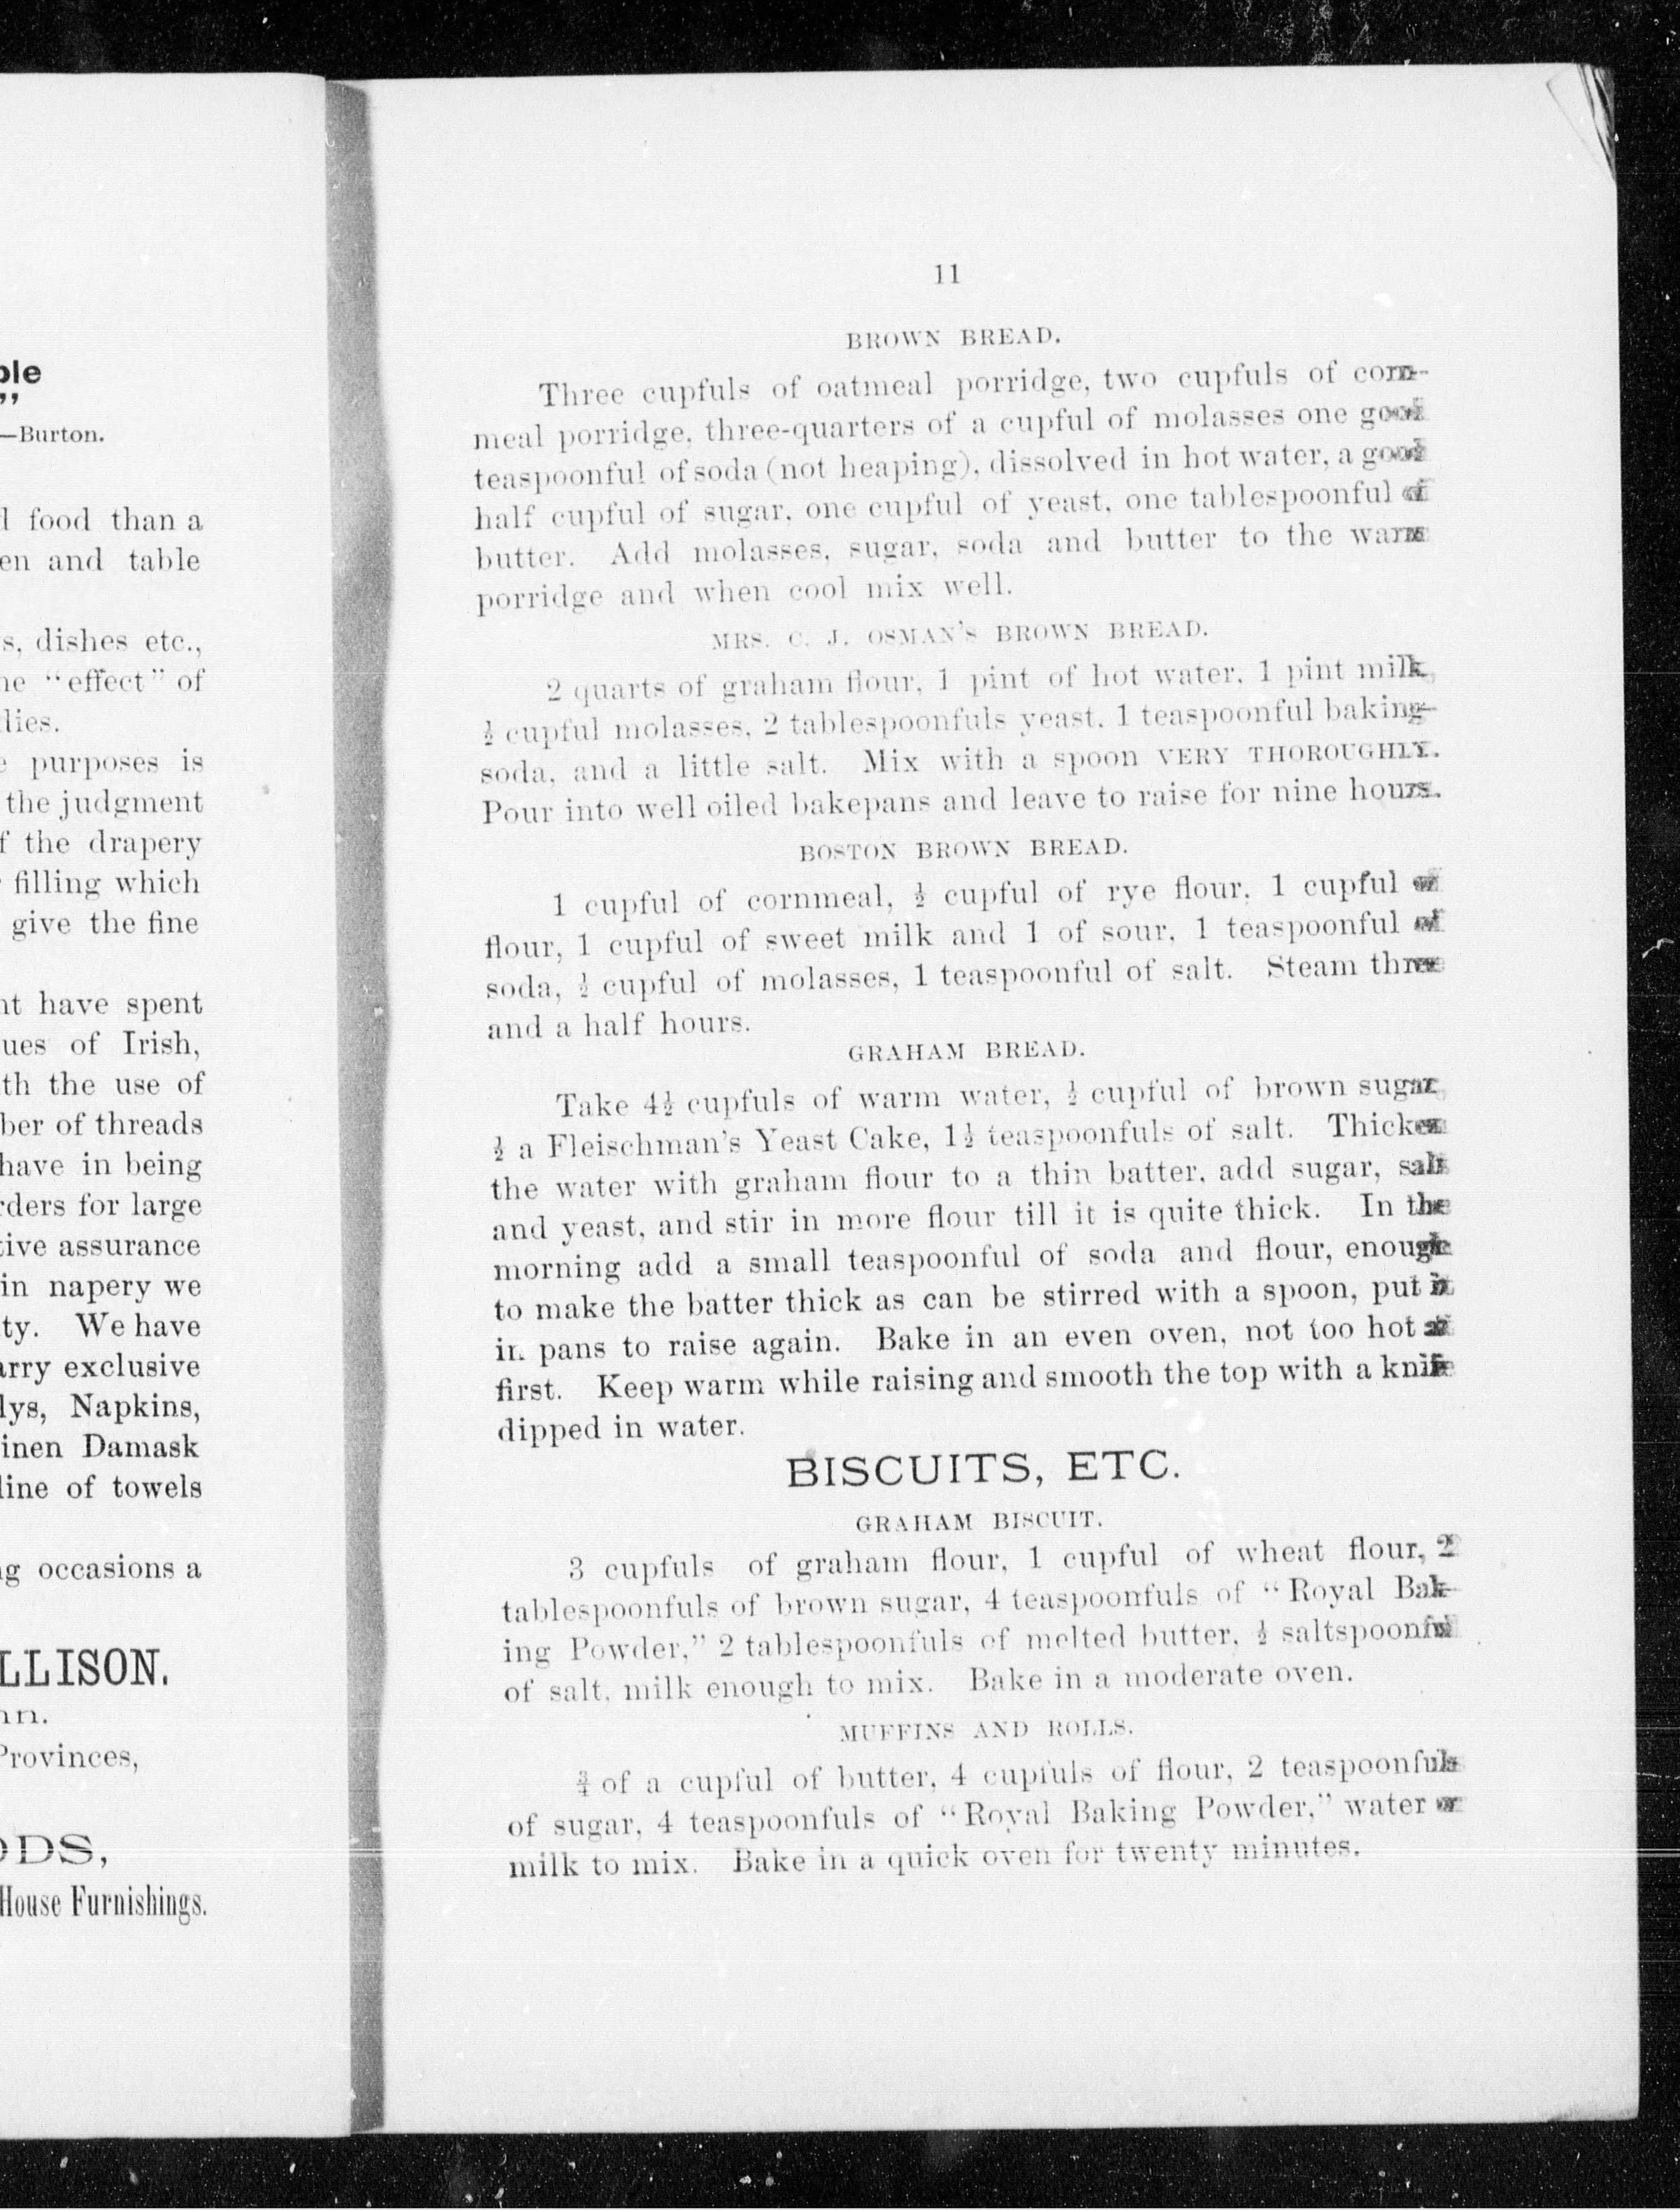 ple
”
—Burton.
l food than a
en and table
s, dishes etc.,
ne “effect” of
lies.
e purposes is
the judgment
f the drapery
filling which
give the fine
nt have spent
ues of Irish,
th the use of
ber of threads
have in being
rders for large
tive assurance
in napery we
ty. We have
arry exclusive
lys, Napkins,
inen Damask
line of towels
ng occasions a
LLISON.
hn.
Provinces,
ODS,
House Furnishings.
11
BROWN BREAD.
Three cupfuls of oatmeal porridge, two cupfuls of corn-
meal porridge, three-quarters of a cupful of molasses one good
teaspoonful of soda (not heaping), dissolved in hot water, a good
half cupful of sugar, one cupful of yeast, one tablespoonful of
butter. Add molasses, sugar, soda and butter to the warm
porridge and when cool mix well.
MRS. C. J. OSMAN’S BROWN BREAD.
2 quarts of graham flour, 1 pint of hot water, 1 pint milk,
½ cupful molasses, 2 tablespoonfuls yeast, 1 teaspoonful baking-
soda, and a little salt. Mix with a spoon VERY THOROUGHLY.
Pour into well oiled bakepans and leave to raise for nine hours.
BOSTON BROWN BREAD.
1 cupful of cornmeal, ½ cupful of rye flour, 1 cupful of
flour, 1 cupful of sweet milk and 1 of sour, 1 teaspoonful of
soda, ½ cupful of molasses, 1 teaspoonful of salt. Steam three
and a half hours.
GRAHAM BREAD.
Take 4½ cupfuls of warm water, ½ cupful of brown sugar,
½ a Fleischman’s Yeast Cake, 1½ teaspoonfuls of salt. Thicken
the water with graham flour to a thin batter, add sugar, salt
and yeast, and stir in more flour till it is quite thick. In the
morning add a small teaspoonful of soda and flour, enough
to make the batter thick as can be stirred with a spoon, put it
in pans to raise again. Bake in an even oven, not too hot at
first. Keep warm while raising and smooth the top with a knife
dipped in water.
BISCUITS, ETC.
GRAHAM BISCUIT.
3 cupfuls of graham flour, 1 cupful of wheat flour, 2
tablespoonfuls of brown sugar, 4 teaspoonfuls of “Royal Bak-
ing Powder,” 2 tablespoonfuls of melted butter, ½ saltspoonful
of salt, milk enough to mix. Bake in a moderate oven.
MUFFINS AND ROLLS.
¾ of a cupful of butter, 4 cupfuls of flour, 2 teaspoonfuls
of sugar, 4 teaspoonfuls of “Royal Baking Powder,” water or
milk to mix. Bake in a quick oven for twenty minutes.